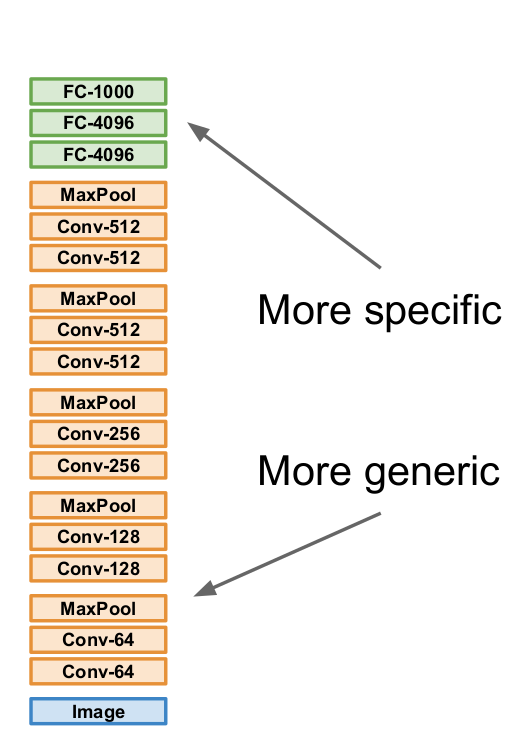 FC-1000
FC-4096
FC-4096
MaxPool
Conv-512
Conv-512
MaxPool
Conv-512
Conv-512
MaxPool
Conv-256
Conv-256
MaxPool
Conv-128
Conv-128
MaxPool
Conv-64
Conv-64
Image
More specific
More generic